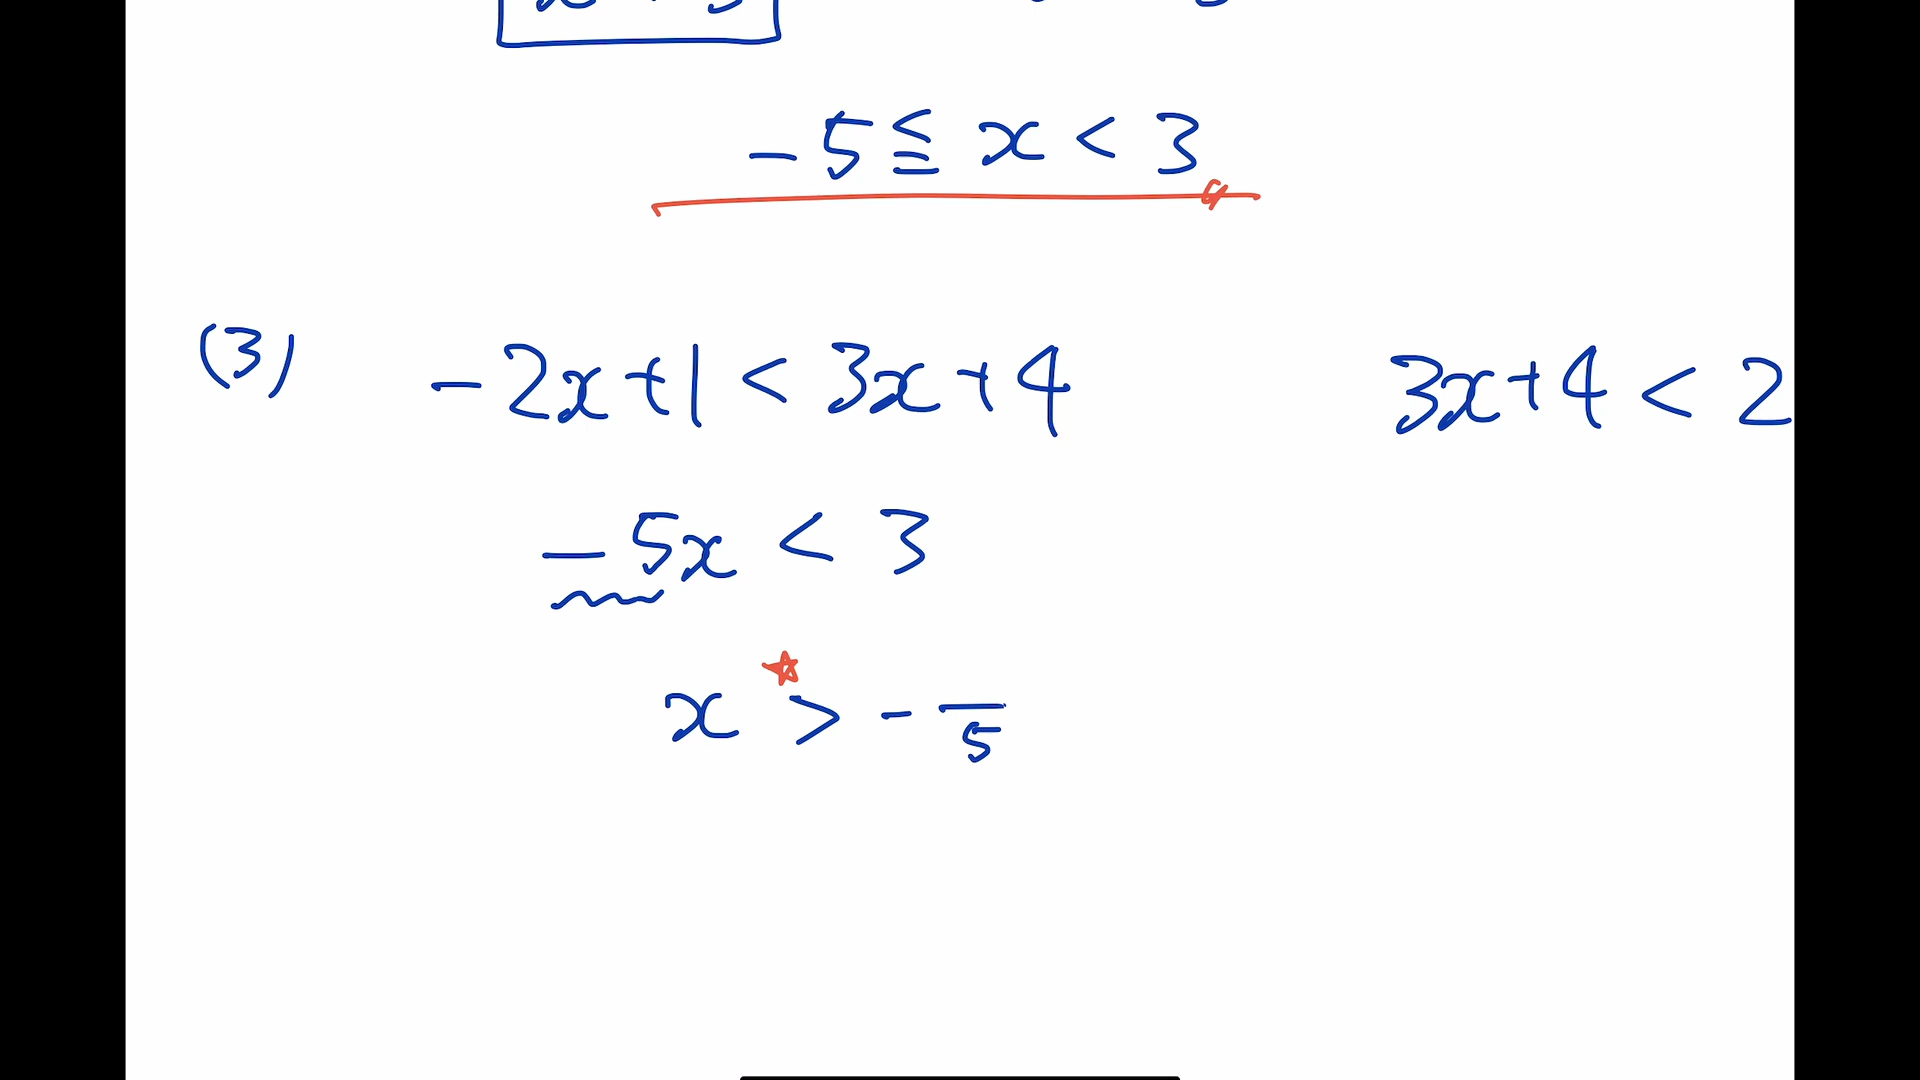 -5 ≦ x < 3
(3) -2x+1 < 3x+4 3x+4 < 2
-5x < 3
x > - /5